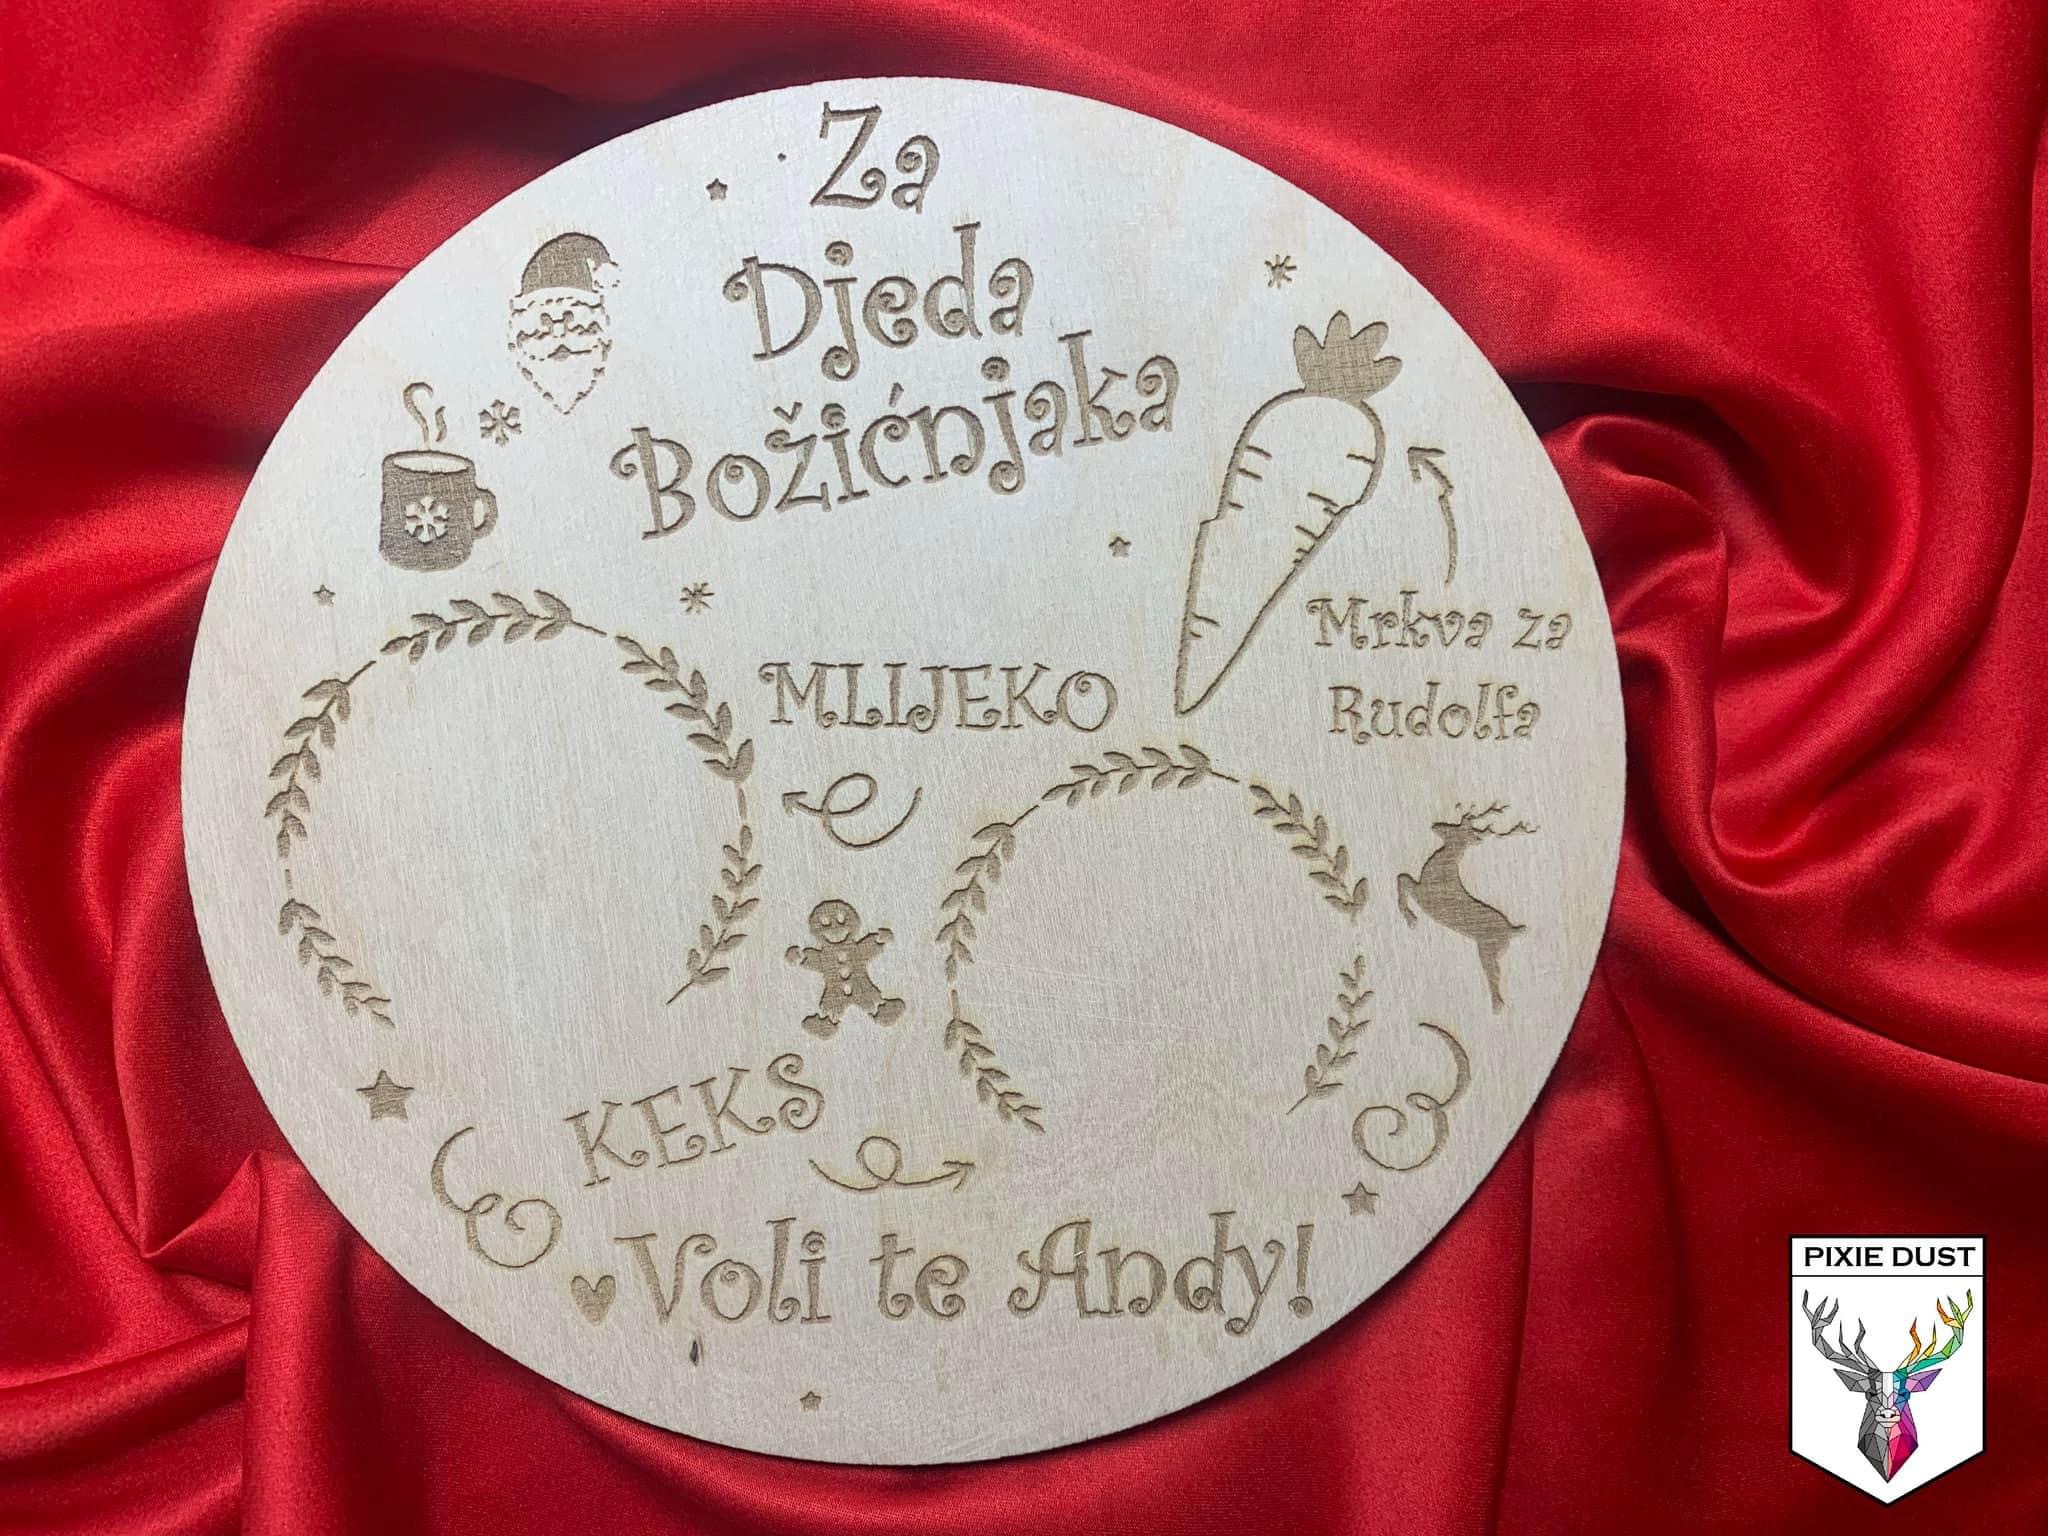 Za
Djeda
Božićnjaka
Mrkva za
Rudolfa
MLIJEKO
KEKS
Voli te Andy!
PIXIE DUST